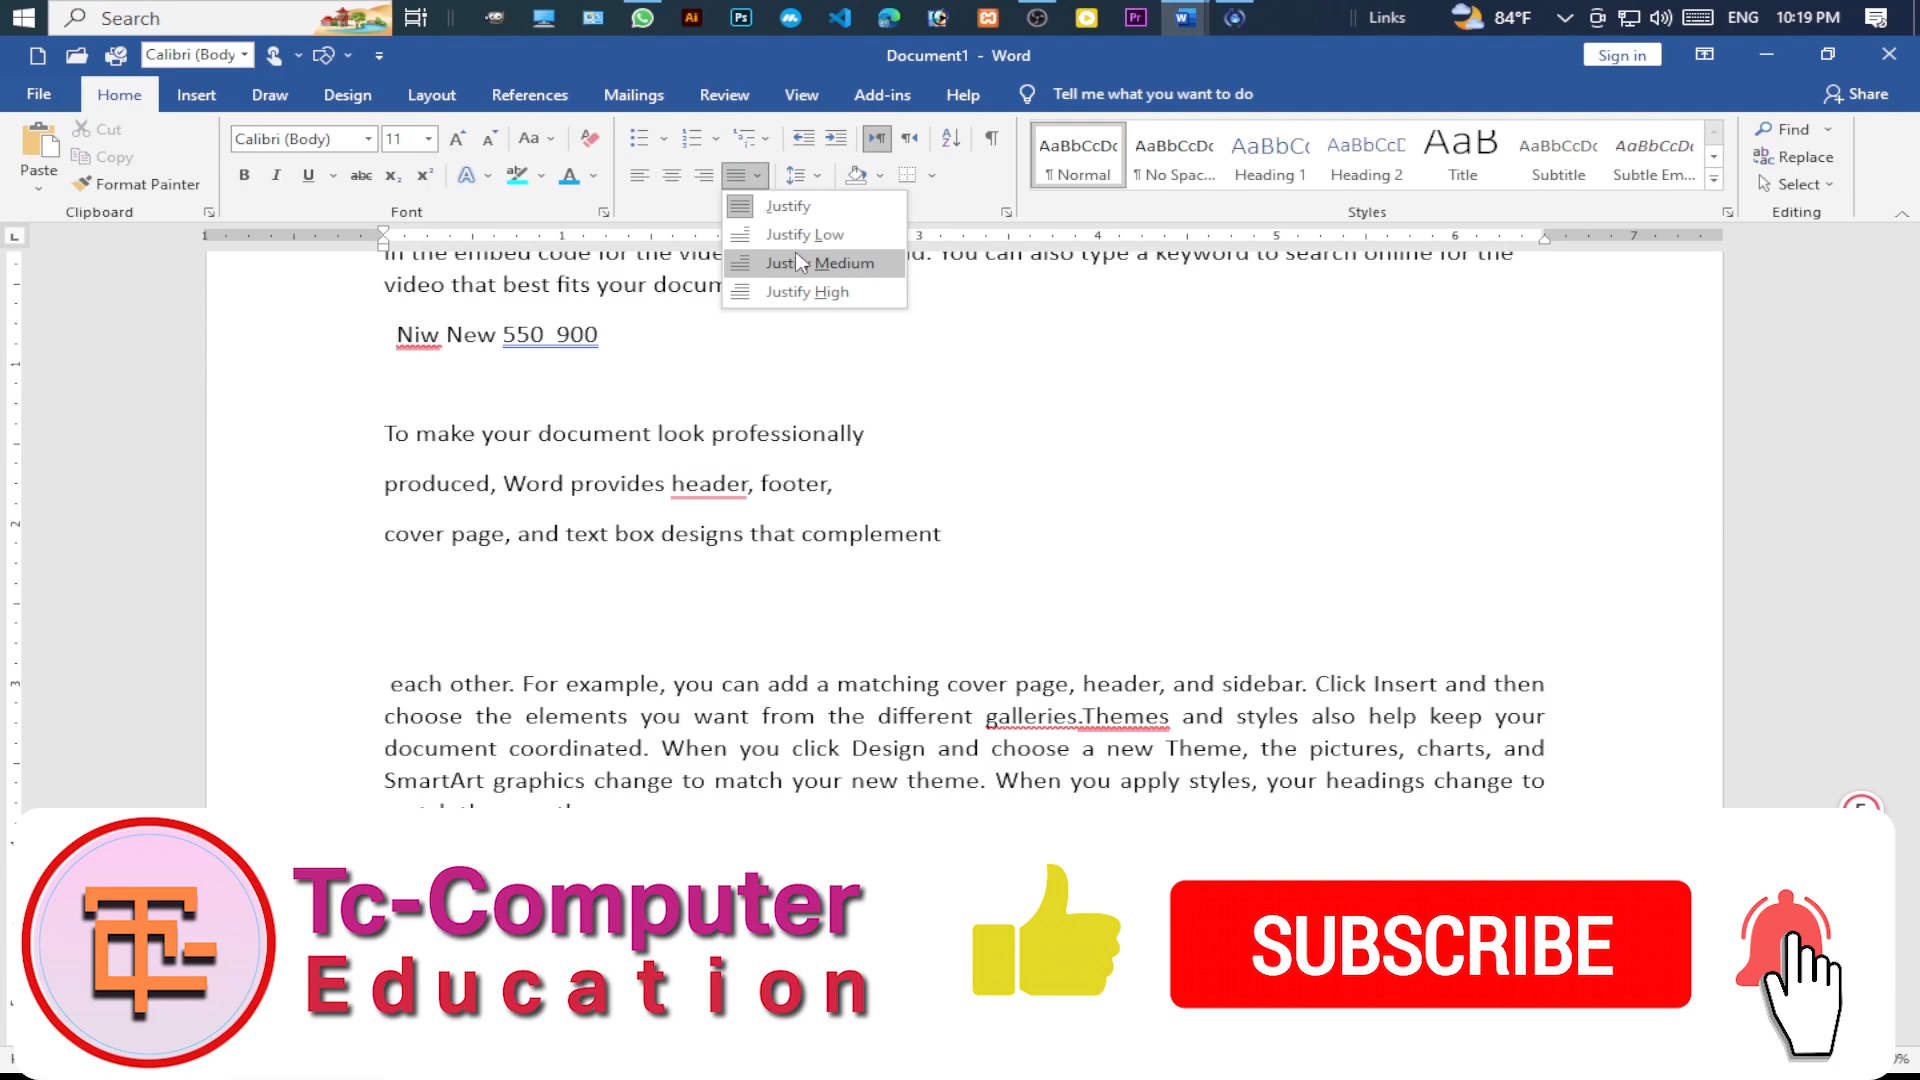 Search
Links
84°F
ENG
10:19 PM
Calibri (Body
Document1 - Word
Sign in
File
Home
Insert
Draw
Design
Layout
References
Mailings
Review
View
Add-ins
Help
Tell me what you want to do
Share
Paste
Cut
Copy
Format Painter
Clipboard
Calibri (Body)
11
Aa
B I U abc x₂ x²
Font
AaBbCcDc
¶ Normal
AaBbCcDc
¶ No Spac...
AaBbCc
Heading 1
AaBbCcD
Heading 2
AaB
Title
AaBbCcDc
Subtitle
AaBbCcDc
Subtle Em...
Styles
Find
Replace
Select
Editing
Justify
Justify Low
Justify Medium
Justify High
in the embed code for the You can also type a keyword to search online for the
video that best fits your
Niw New 550 900
To make your document look professionally
produced, Word provides header, footer,
cover page, and text box designs that complement
each other. For example, you can add a matching cover page, header, and sidebar. Click Insert and then
choose the elements you want from the different galleries.Themes and styles also help keep your
document coordinated. When you click Design and choose a new Theme, the pictures, charts, and
SmartArt graphics change to match your new theme. When you apply styles, your headings change to
Tc-Computer
Education
SUBSCRIBE